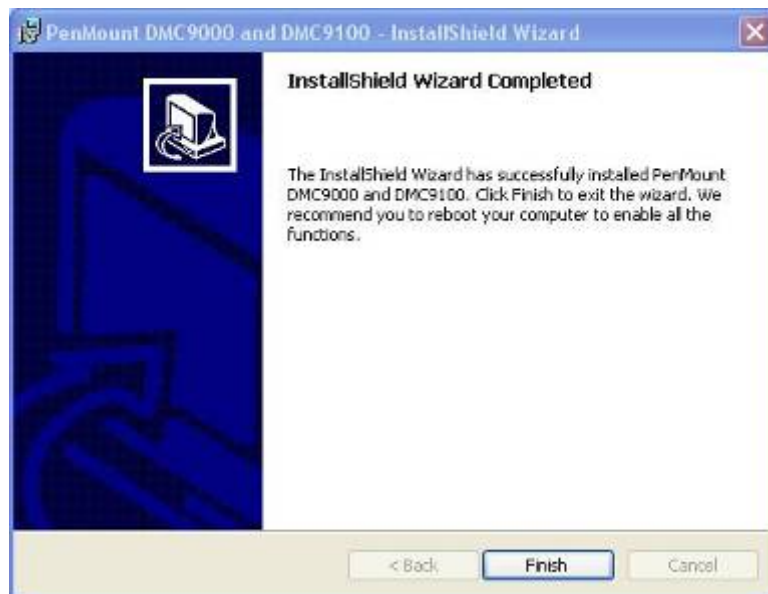 PenMount DMC9000 and DMC9100 - InstallShield Wizard
InstallShield Wizard Completed
The InstallShield Wizard has successfully installed PenMount
DMC9000 and DMC9100. Click Finish to exit the wizard. We
recommend you to reboot your computer to enable all the
functions.
< Back
Finish
Cancel